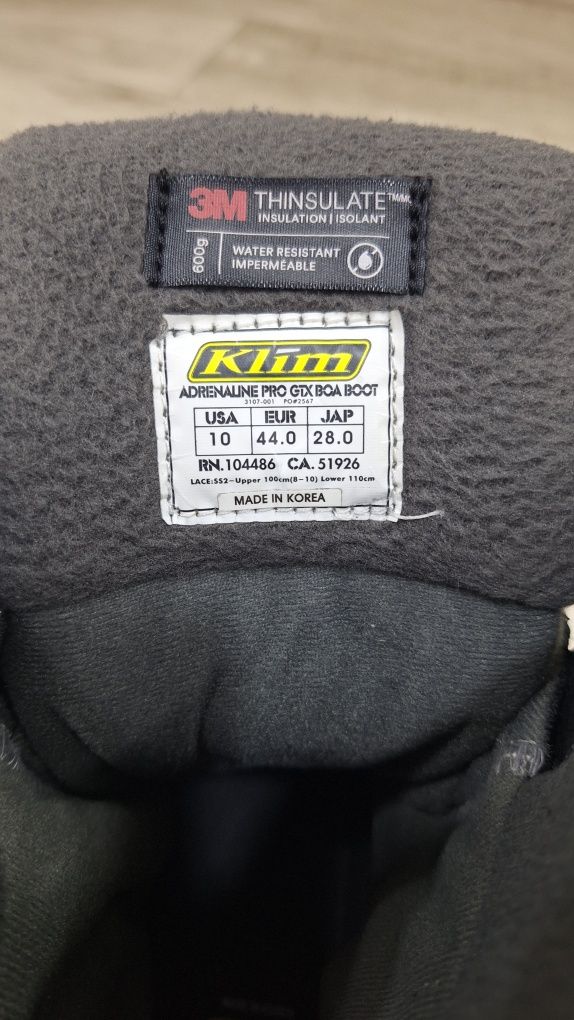 3M THINSULATE™/MC
INSULATION | ISOLANT
600g
WATER RESISTANT
IMPERMÉABLE
Klim
ADRENALINE PRO GTX BOA BOOT
3107-001 PO#2567
USA EUR JAP
10 44.0 28.0
RN.104486 CA.51926
LACE:SS2-Upper 100cm(8-10) Lower 110cm
MADE IN KOREA